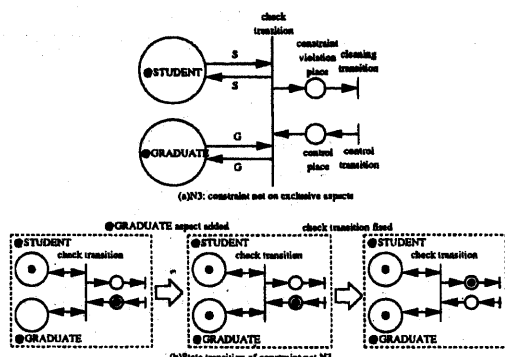 check
transition
constraint
violation
place
cleaning
transition
S
@STUDENT
S
G
@GRADUATE
G
control
place
control
transition
(a)N3: constraint net on exclusive aspects
@GRADUATE aspect added
check transition fired
@STUDENT
check transition
@GRADUATE
s
@STUDENT
check transition
@GRADUATE
@STUDENT
check transition
@GRADUATE
(b)State transition of constraint net N3